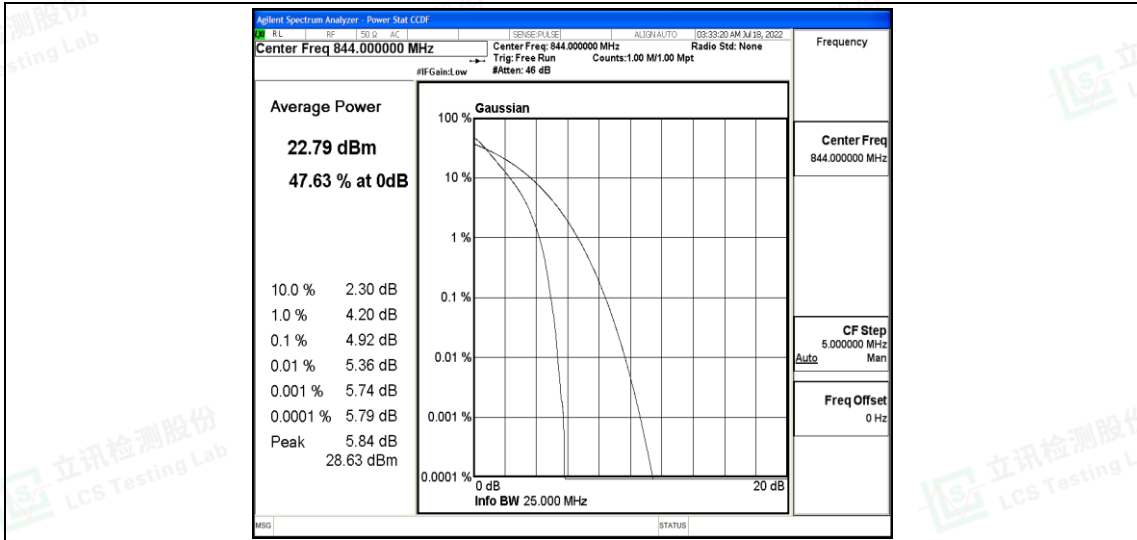 Agilent Spectrum Analyzer - Power Stat CCDF
LXI RL RF 50 Ω AC SENSE:PULSE ALIGNAUTO 03:33:20 AM Jul 18, 2022
Center Freq 844.000000 MHz
Center Freq: 844.000000 MHz Radio Std: None
Trig: Free Run Counts:1.00 M/1.00 Mpt
#IFGain:Low #Atten: 46 dB
Frequency
Average Power
22.79 dBm
47.63 % at 0dB
10.0 % 2.30 dB
1.0 % 4.20 dB
0.1 % 4.92 dB
0.01 % 5.36 dB
0.001 % 5.74 dB
0.0001 % 5.79 dB
Peak 5.84 dB
28.63 dBm
Gaussian
100 %
10 %
1 %
0.1 %
0.01 %
0.001 %
0.0001 %
0 dB 20 dB
Info BW 25.000 MHz
Center Freq
844.000000 MHz
CF Step
5.000000 MHz
Auto Man
Freq Offset
0 Hz
MSG STATUS
立讯检测股份
LCS Testing Lab
立讯检测股份
LCS Testing L